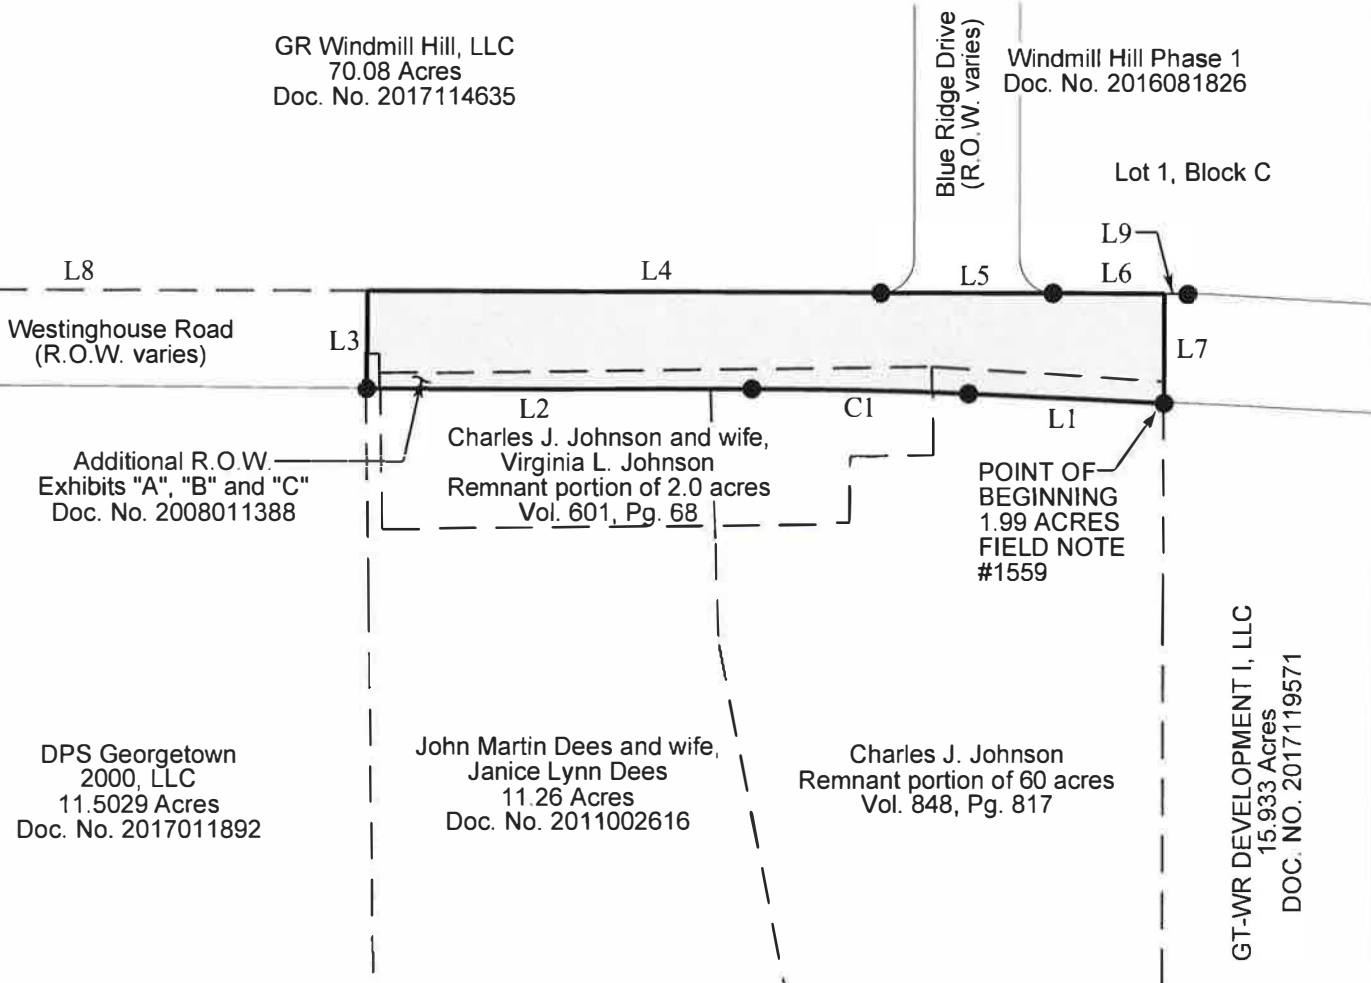 GR Windmill Hill, LLC
70.08 Acres
Doc. No. 2017114635
Blue Ridge Drive
(R.O.W. varies)
Windmill Hill Phase 1
Doc. No. 2016081826
Lot 1, Block C
L9
L8
L4
L5
L6
Westinghouse Road
(R.O.W. varies)
L3
L7
L2
C1
L1
Additional R.O.W.
Exhibits "A", "B" and "C"
Doc. No. 2008011388
Charles J. Johnson and wife,
Virginia L. Johnson
Remnant portion of 2.0 acres
Vol. 601, Pg. 68
POINT OF
BEGINNING
1.99 ACRES
FIELD NOTE
#1559
DPS Georgetown
2000, LLC
11.5029 Acres
Doc. No. 2017011892
John Martin Dees and wife,
Janice Lynn Dees
11.26 Acres
Doc. No. 2011002616
Charles J. Johnson
Remnant portion of 60 acres
Vol. 848, Pg. 817
GT-WR DEVELOPMENT I, LLC
15.933 Acres
DOC. NO. 2017119571